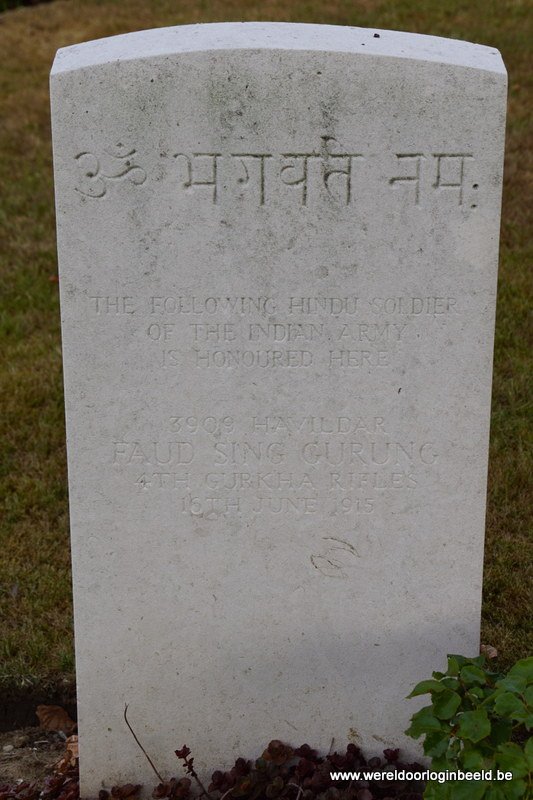 ॐ भगवते नमः
THE FOLLOWING HINDU SOLDIER
OF THE INDIAN ARMY
IS HONOURED HERE
3909 HAVILDAR
FAUD SING GURUNG
4TH GURKHA RIFLES
16TH JUNE 1915
www.wereldoorloginbeeld.be